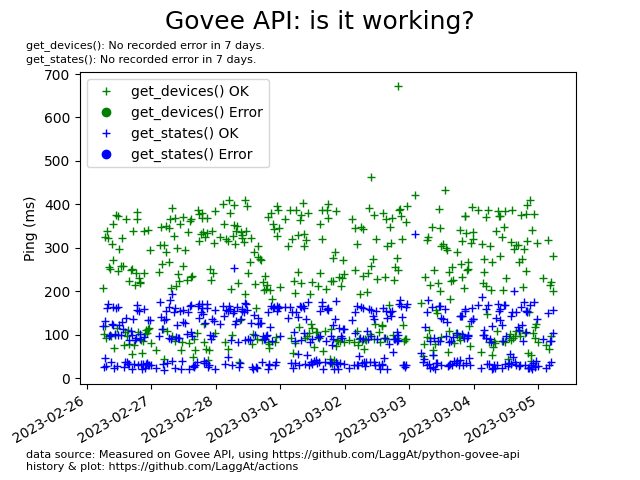 Govee API: is it working?
get_devices(): No recorded error in 7 days.
get_states(): No recorded error in 7 days.
700
600
500
400
300
200
100
0
Ping (ms)
get_devices() OK
get_devices() Error
get_states() OK
get_states() Error
2023-02-26
2023-02-27
2023-02-28
2023-03-01
2023-03-02
2023-03-03
2023-03-04
2023-03-05
data source: Measured on Govee API, using https://github.com/LaggAt/python-govee-api
history & plot: https://github.com/LaggAt/actions